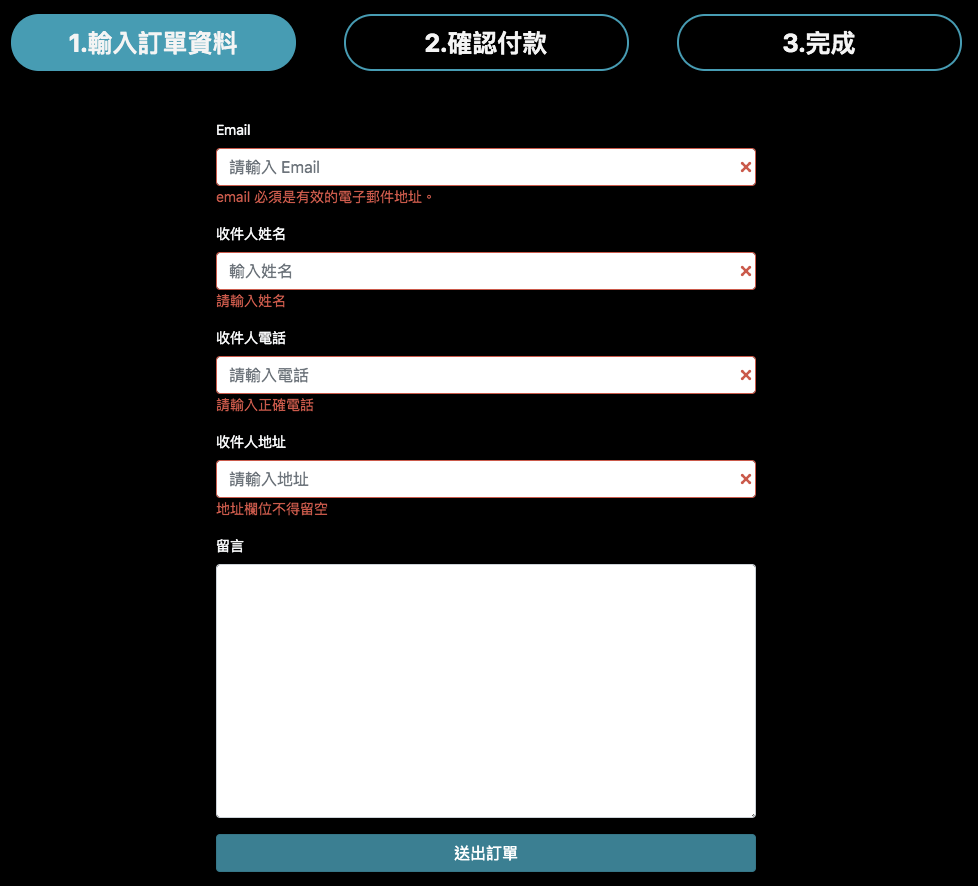 1.輸入訂單資料
2.確認付款
3.完成
Email
請輸入 Email
email 必須是有效的電子郵件地址。
收件人姓名
輸入姓名
請輸入姓名
收件人電話
請輸入電話
請輸入正確電話
收件人地址
請輸入地址
地址欄位不得留空
留言
送出訂單